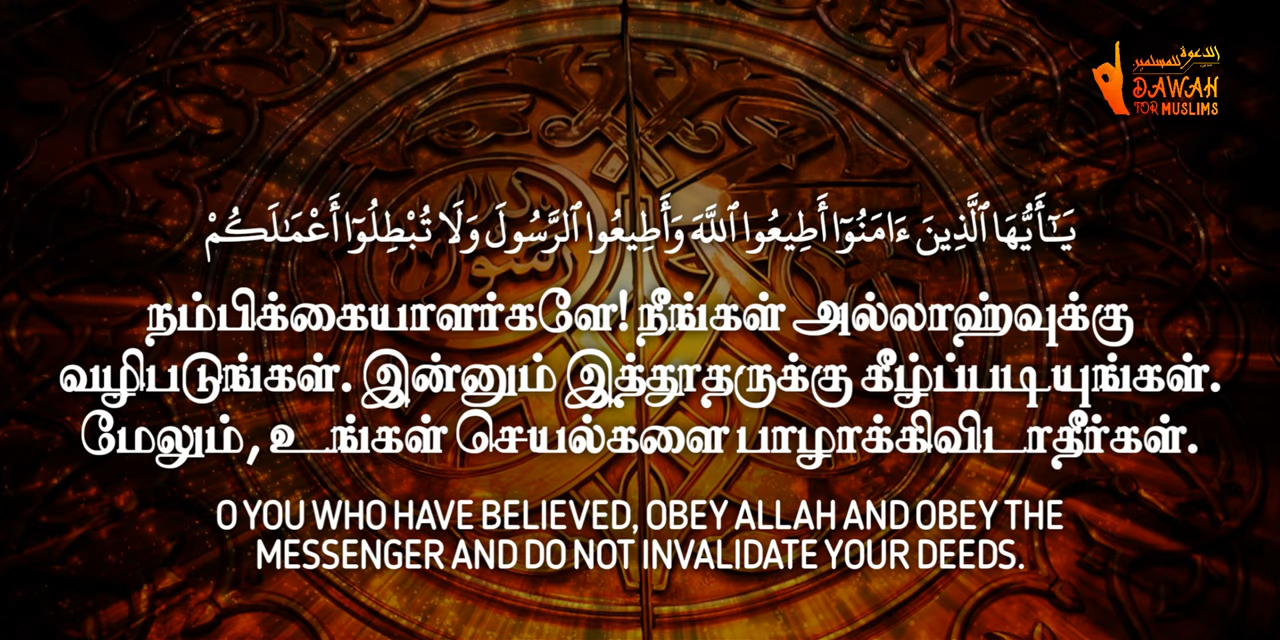 الدعوة للمسلمين
DAWAH
FOR MUSLIMS
يَـٰٓأَيُّهَا ٱلَّذِينَ ءَامَنُوٓا۟ أَطِيعُوا۟ ٱللَّهَ وَأَطِيعُوا۟ ٱلرَّسُولَ وَلَا تُبْطِلُوٓا۟ أَعْمَـٰلَكُمْ
நம்பிக்கையாளர்களே! நீங்கள் அல்லாஹ்வுக்கு
வழிபடுங்கள். இன்னும் இத்தூதருக்கு கீழ்ப்படியுங்கள்.
மேலும், உங்கள் செயல்களை பாழாக்கிவிடாதீர்கள்.
O YOU WHO HAVE BELIEVED, OBEY ALLAH AND OBEY THE
MESSENGER AND DO NOT INVALIDATE YOUR DEEDS.